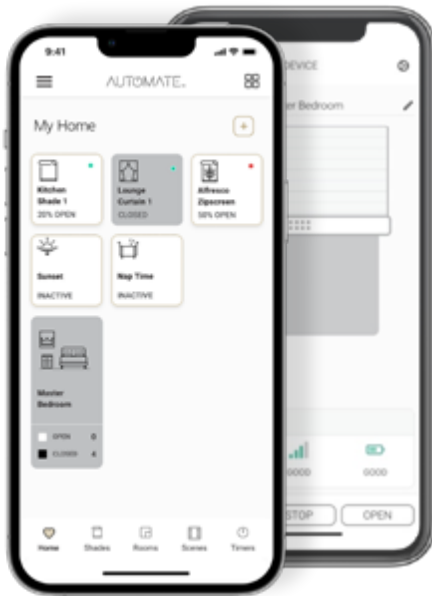 9:41
AUTOMATE
My Home
+
Kitchen
Shade 1
20% OPEN
Lounge
Curtain 1
CLOSED
Alfresco
Zipscreen
50% OPEN
Sunset
INACTIVE
Nap Time
INACTIVE
Master
Bedroom
OPEN 0
CLOSED 4
Home
Shades
Rooms
Scenes
Timers
DEVICE
Bedroom
GOOD
GOOD
STOP
OPEN